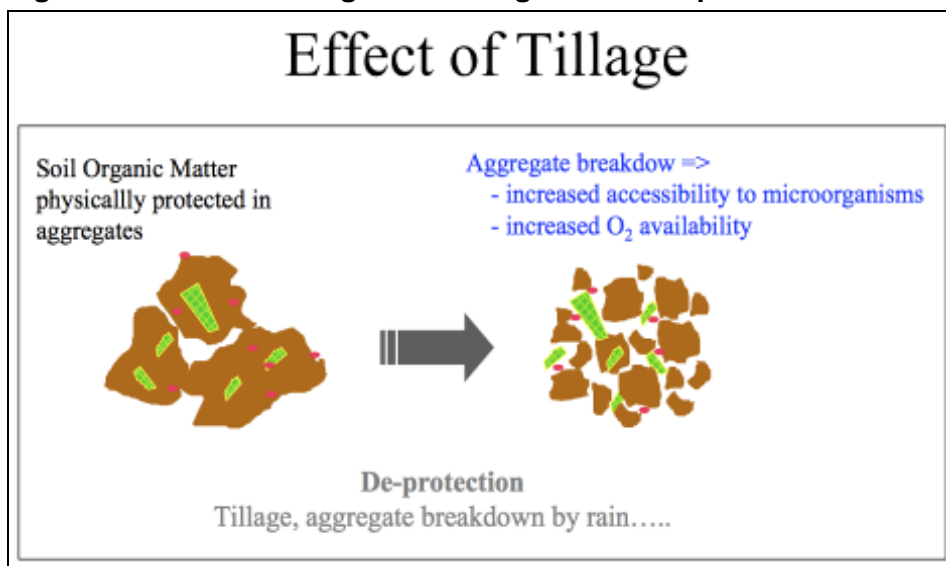 Effect of Tillage
Soil Organic Matter
physicallly protected in
aggregates
Aggregate breakdow =>
- increased accessibility to microorganisms
- increased O₂ availability
De-protection
Tillage, aggregate breakdown by rain.....